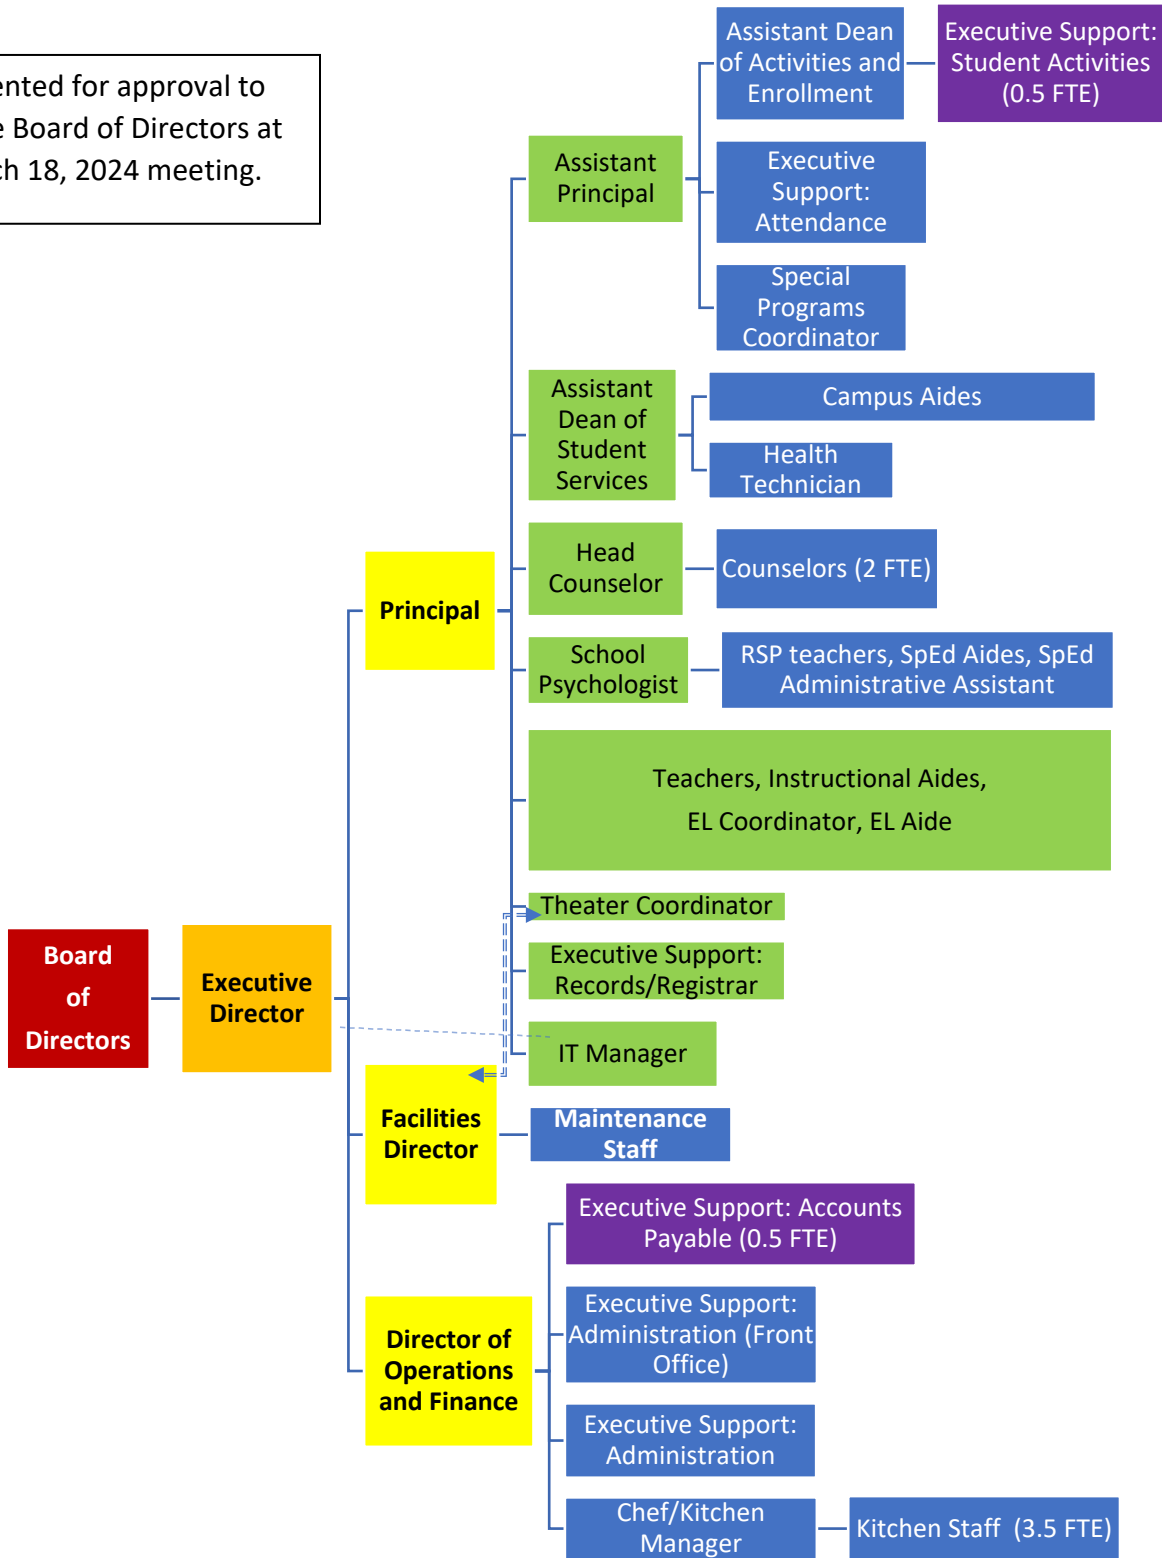 ented for approval to
e Board of Directors at
ch 18, 2024 meeting.
Assistant Dean
of Activities and
Enrollment
Executive Support:
Student Activities
(0.5 FTE)
Assistant
Principal
Executive
Support:
Attendance
Special
Programs
Coordinator
Assistant
Dean of
Student
Services
Campus Aides
Health
Technician
Head
Counselor
Counselors (2 FTE)
Principal
School
Psychologist
RSP teachers, SpEd Aides, SpEd
Administrative Assistant
Teachers, Instructional Aides,
EL Coordinator, EL Aide
Theater Coordinator
Board
of
Directors
Executive
Director
Executive Support:
Records/Registrar
IT Manager
Facilities
Director
Maintenance
Staff
Executive Support: Accounts
Payable (0.5 FTE)
Director of
Operations
and Finance
Executive Support:
Administration (Front
Office)
Executive Support:
Administration
Chef/Kitchen
Manager
Kitchen Staff (3.5 FTE)